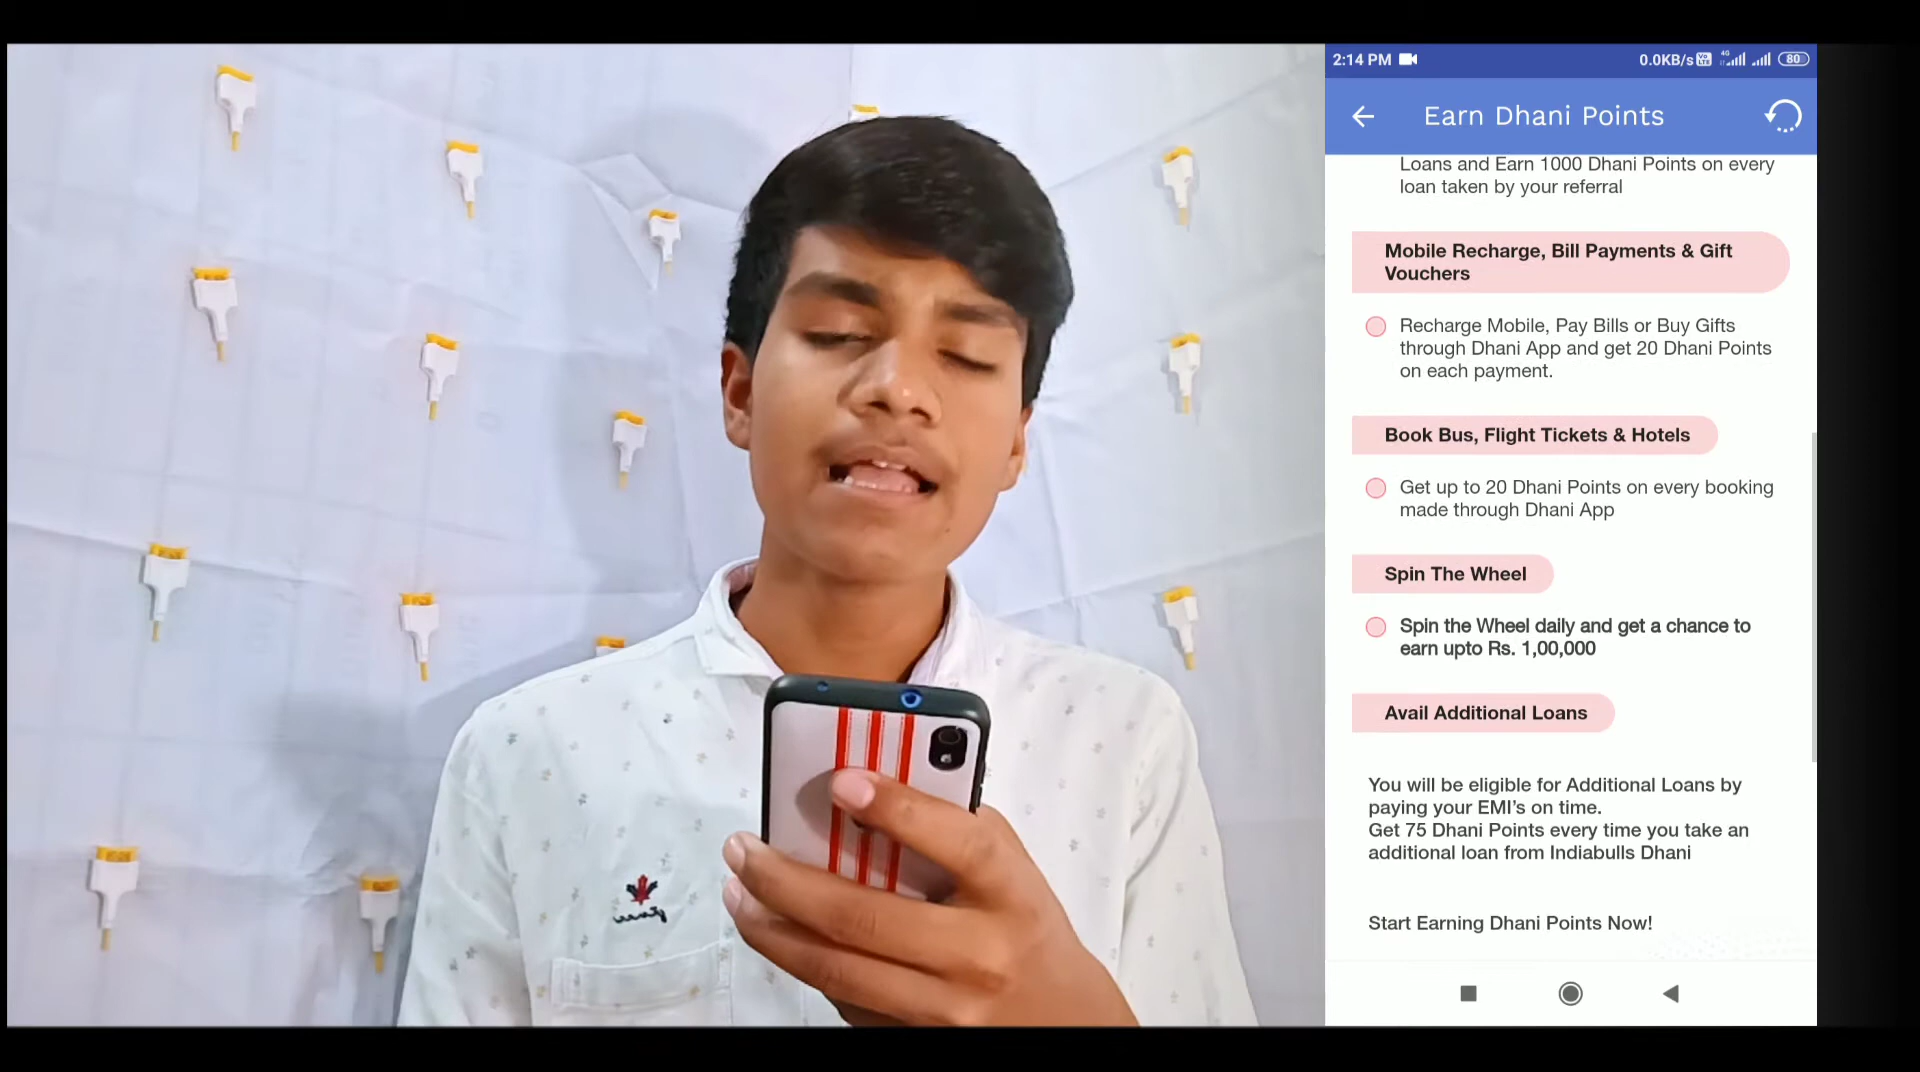 2:14 PM
0.0KB/s
4G
80
Earn Dhani Points
Loans and Earn 1000 Dhani Points on every
loan taken by your referral
Mobile Recharge, Bill Payments & Gift
Vouchers
Recharge Mobile, Pay Bills or Buy Gifts
through Dhani App and get 20 Dhani Points
on each payment.
Book Bus, Flight Tickets & Hotels
Get up to 20 Dhani Points on every booking
made through Dhani App
Spin The Wheel
Spin the Wheel daily and get a chance to
earn upto Rs. 1,00,000
Avail Additional Loans
You will be eligible for Additional Loans by
paying your EMI's on time.
Get 75 Dhani Points every time you take an
additional loan from Indiabulls Dhani
Start Earning Dhani Points Now!